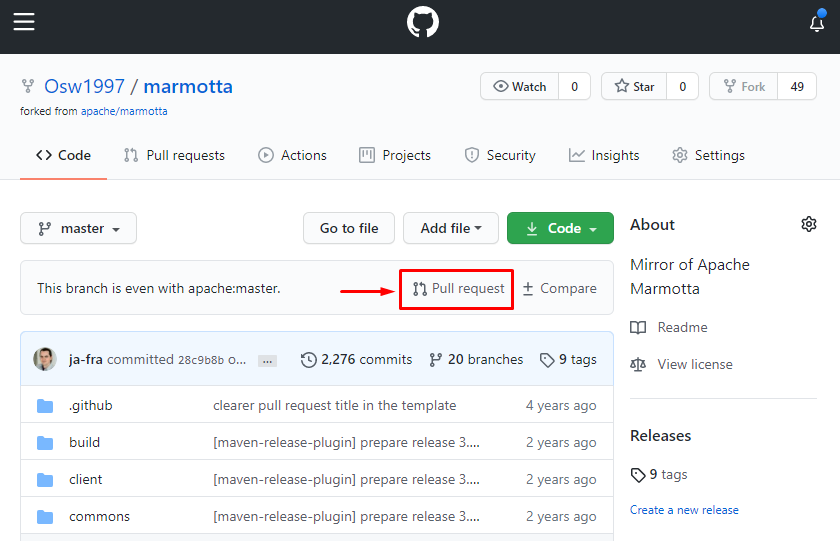 Osw1997 / marmotta
Watch 0
Star 0
Fork 49
forked from apache/marmotta
Code
Pull requests
Actions
Projects
Security
Insights
Settings
master
Go to file
Add file
Code
This branch is even with apache:master.
Pull request
Compare
ja-fra committed 28c9b8b o... ...
2,276 commits
20 branches
9 tags
.github clearer pull request title in the template 4 years ago
build [maven-release-plugin] prepare release 3.... 2 years ago
client [maven-release-plugin] prepare release 3.... 2 years ago
commons [maven-release-plugin] prepare release 3.... 2 years ago
About
Mirror of Apache
Marmotta
Readme
View license
Releases
9 tags
Create a new release